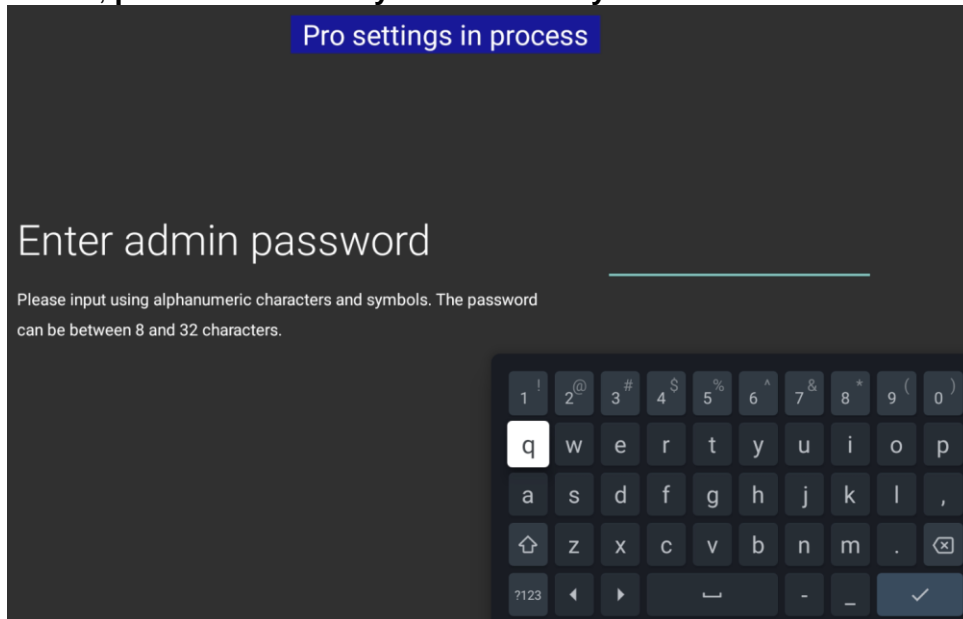 Pro settings in process
Enter admin password
Please input using alphanumeric characters and symbols. The password
can be between 8 and 32 characters.
1 ! 2 @ 3 # 4 $ 5 % 6 ^ 7 & 8 * 9 ( 0 )
q w e r t y u i o p
a s d f g h j k l ,
z x c v b n m .
?123 - _